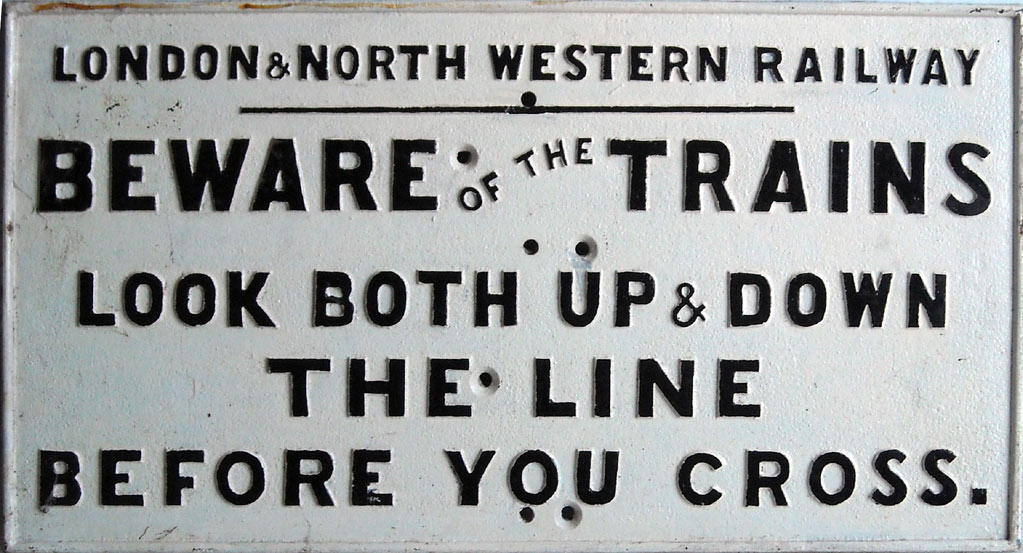 LONDON & NORTH WESTERN RAILWAY
BEWARE OF THE TRAINS
LOOK BOTH UP & DOWN
THE LINE
BEFORE YOU CROSS.